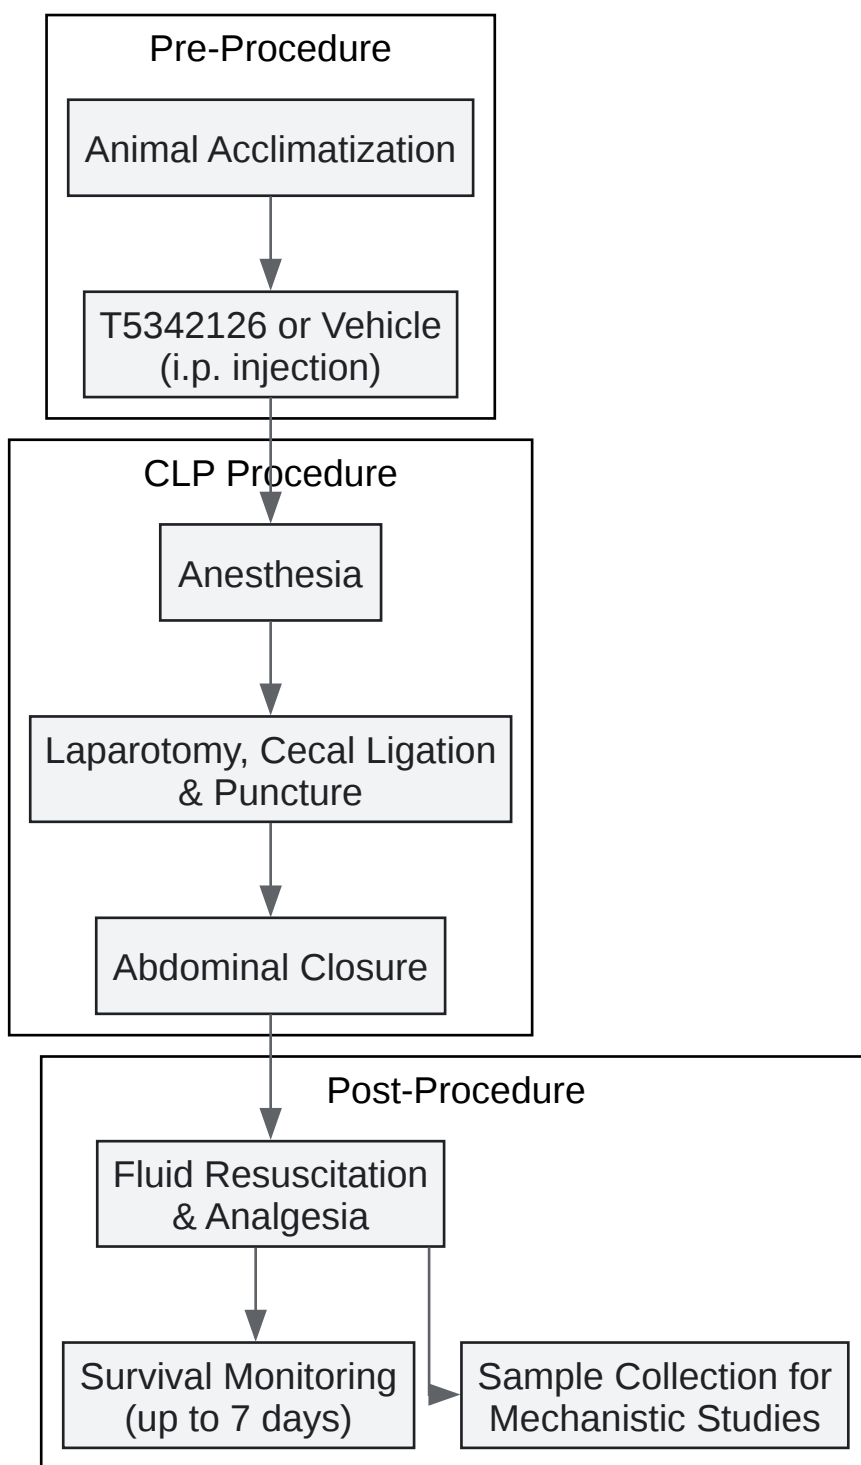 Pre-Procedure
Animal Acclimatization
T5342126 or Vehicle
(i.p. injection)
CLP Procedure
Anesthesia
Laparotomy, Cecal Ligation
& Puncture
Abdominal Closure
Post-Procedure
Fluid Resuscitation
& Analgesia
Survival Monitoring
(up to 7 days)
Sample Collection for
Mechanistic Studies